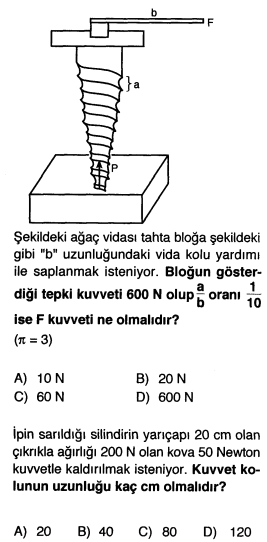 b
F
a
P
Şekildeki ağaç vidası tahta bloğa şekildeki
gibi "b" uzunluğundaki vida kolu yardımı
ile saplanmak isteniyor. Bloğun göster-
diği tepki kuvveti 600 N olup a/b oranı 1/10
ise F kuvveti ne olmalıdır?
(π = 3)
A) 10 N B) 20 N
C) 60 N D) 600 N
İpin sarıldığı silindirin yarıçapı 20 cm olan
çıkrıkla ağırlığı 200 N olan kova 50 Newton
kuvvetle kaldırılmak isteniyor. Kuvvet ko-
lunun uzunluğu kaç cm olmalıdır?
A) 20 B) 40 C) 80 D) 120